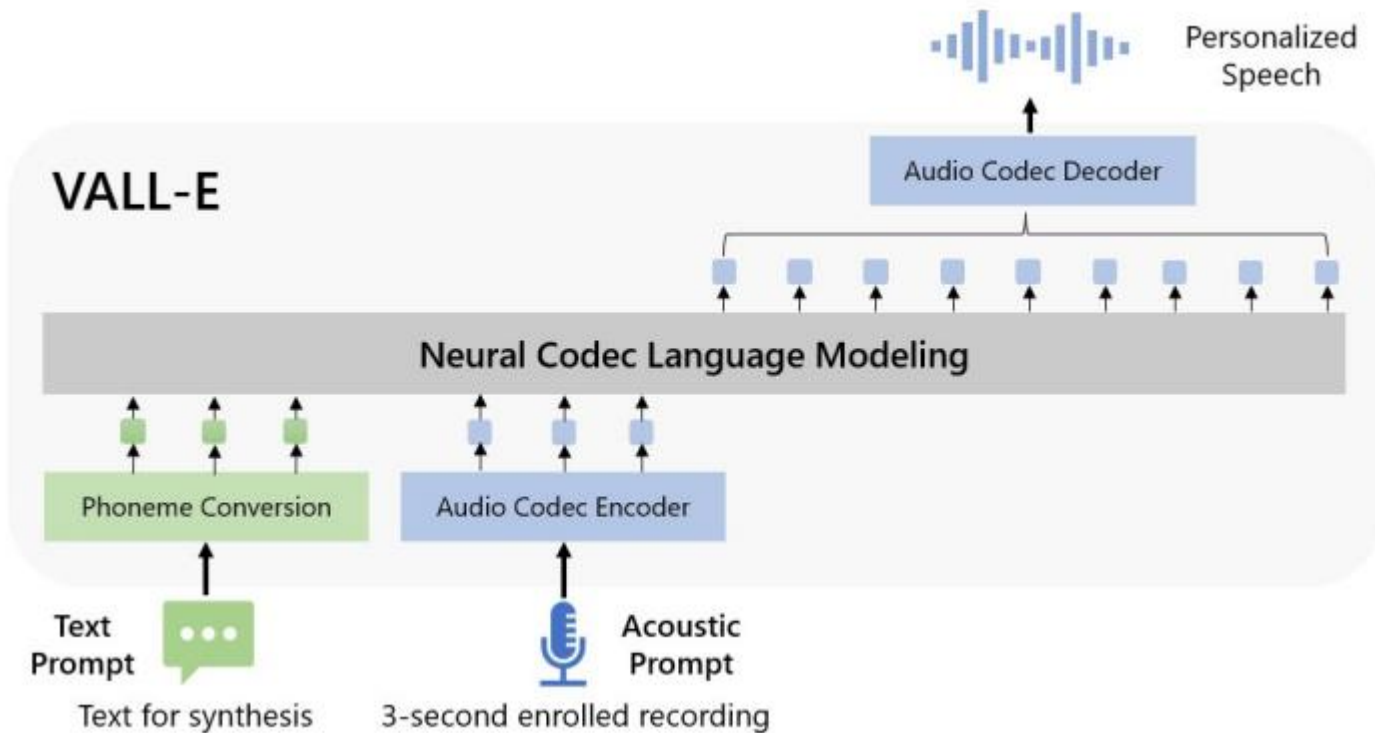 Personalized
Speech
Audio Codec Decoder
VALL-E
Neural Codec Language Modeling
Phoneme Conversion
Audio Codec Encoder
Text
Prompt
Acoustic
Prompt
Text for synthesis
3-second enrolled recording